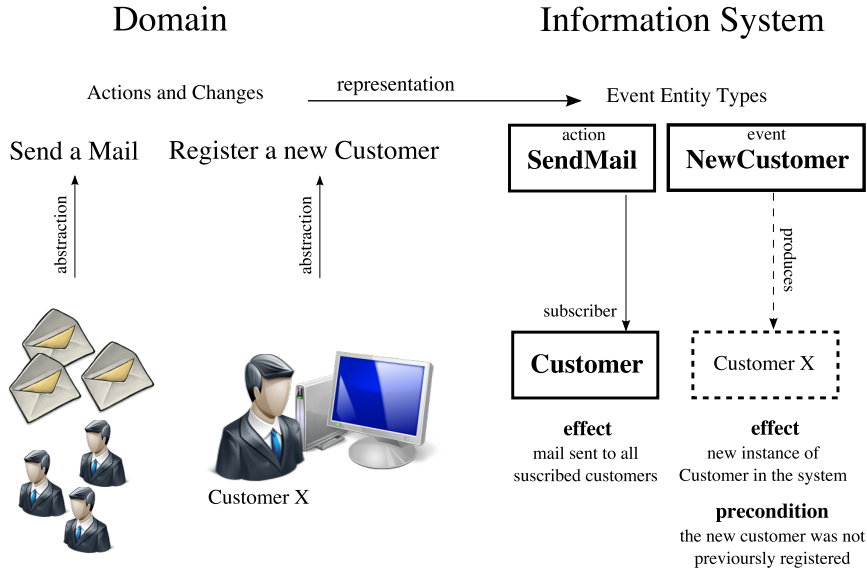 Domain
Information System
Actions and Changes
representation
Event Entity Types
Send a Mail
Register a new Customer
action
SendMail
event
NewCustomer
abstraction
abstraction
produces
subscriber
Customer
Customer X
Customer X
effect
mail sent to all
suscribed customers
effect
new instance of
Customer in the system
precondition
the new customer was not
previoursly registered